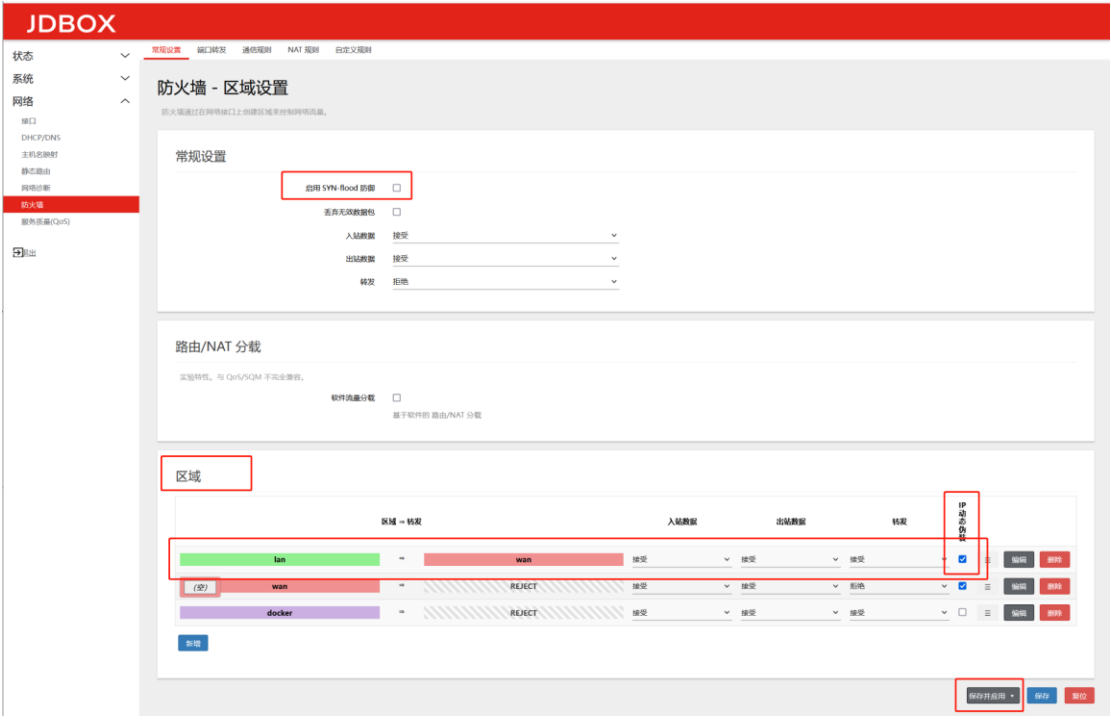 JDBOX
状态
系统
网络
接口
DHCP/DNS
主机名映射
静态路由
网络诊断
防火墙
服务质量(QoS)
退出
常规设置 端口转发 通信规则 NAT 规则 自定义规则
防火墙 - 区域设置
防火墙通过在网络接口上创建区域来控制网络流量。
常规设置
启用 SYN-flood 防御
丢弃无效数据包
入站数据 接受
出站数据 接受
转发 拒绝
路由/NAT 分载
实验特性。与 QoS/SQM 不完全兼容。
软件流量分载
基于软件的 路由/NAT 分载
区域
区域 ⇒ 转发 入站数据 出站数据 转发 IP动态伪装
lan ⇒ wan 接受 接受 接受 编辑 删除
(空) wan ⇒ REJECT 接受 接受 拒绝 编辑 删除
docker ⇒ REJECT 接受 接受 接受 编辑 删除
新增
保存并应用 保存 复位